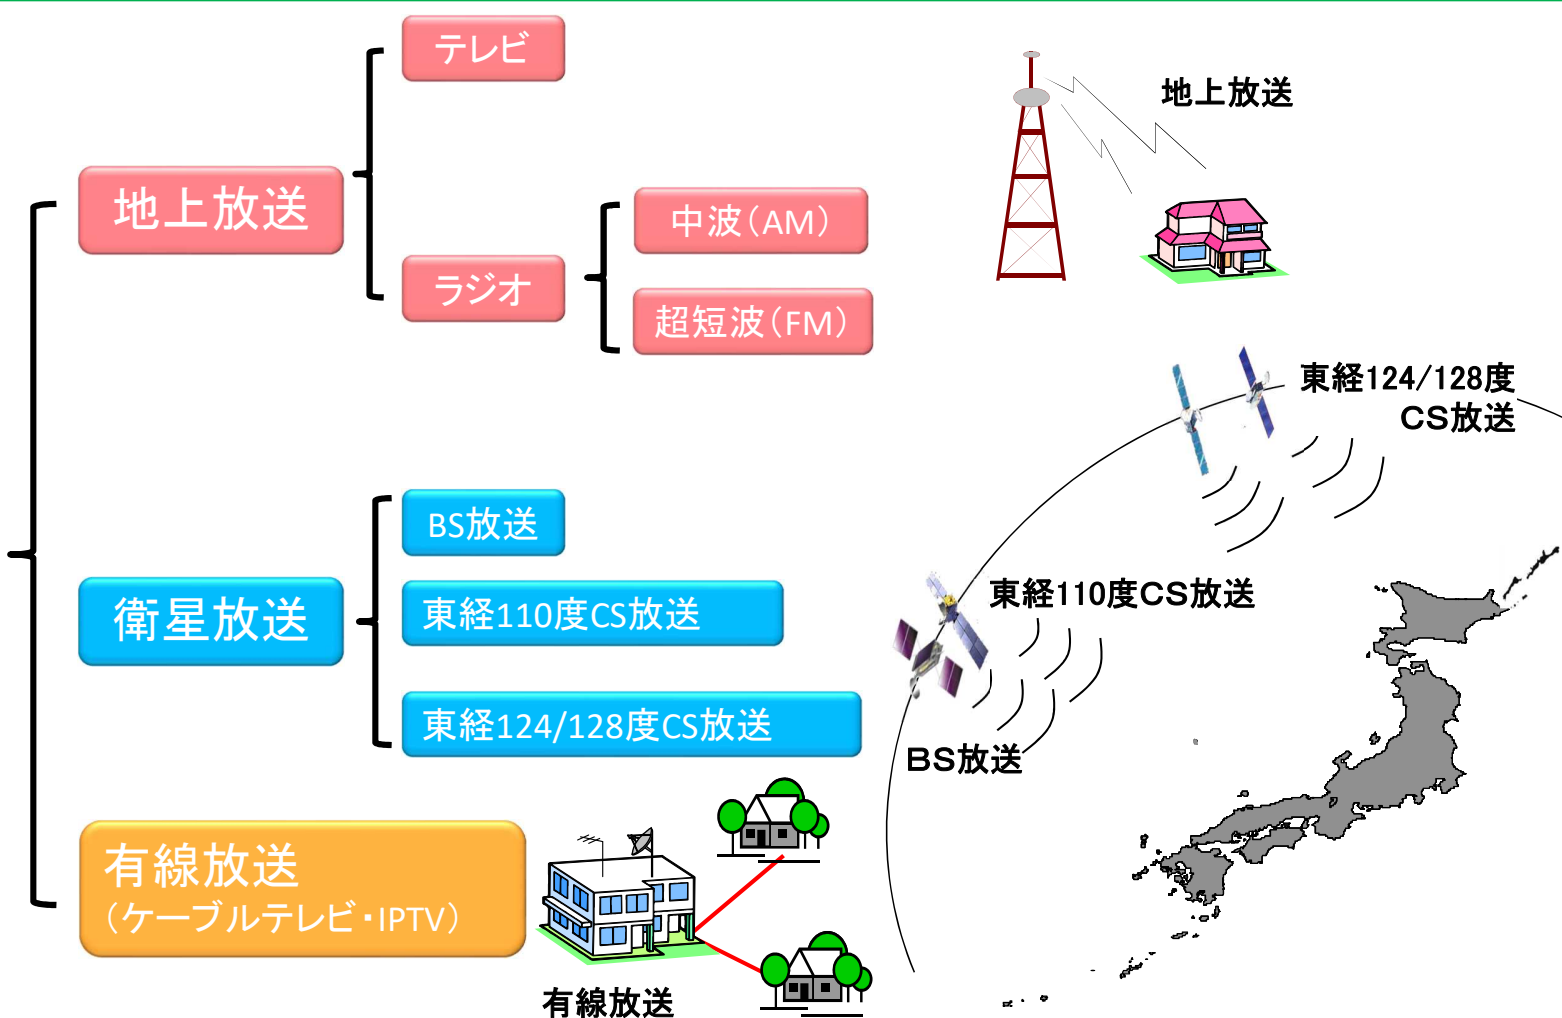 テレビ
地上放送
ラジオ
中波（AM）
超短波（FM）
衛星放送
BS放送
東経110度CS放送
東経124/128度CS放送
有線放送
（ケーブルテレビ・IPTV）
地上放送
東経124/128度
CS放送
東経110度CS放送
BS放送
有線放送